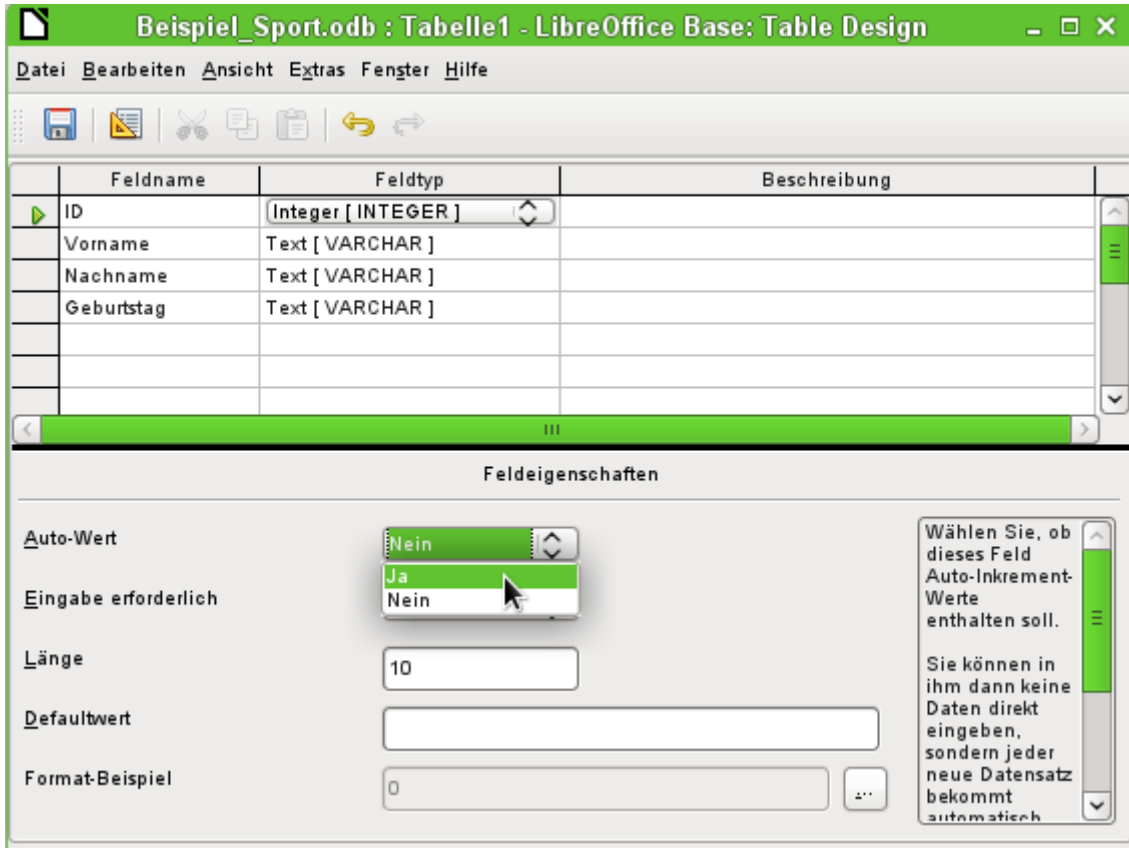 Beispiel_Sport.odb : Tabelle1 - LibreOffice Base: Table Design
Datei Bearbeiten Ansicht Extras Fenster Hilfe
Feldname Feldtyp Beschreibung
ID Integer [ INTEGER ]
Vorname Text [ VARCHAR ]
Nachname Text [ VARCHAR ]
Geburtstag Text [ VARCHAR ]
Feldeigenschaften
Auto-Wert Nein
Ja
Nein
Eingabe erforderlich
Länge 10
Defaultwert
Format-Beispiel 0 ...
Wählen Sie, ob
dieses Feld
Auto-Inkrement-
Werte
enthalten soll.
Sie können in
ihm dann keine
Daten direkt
eingeben,
sondern jeder
neue Datensatz
bekommt
automatisch